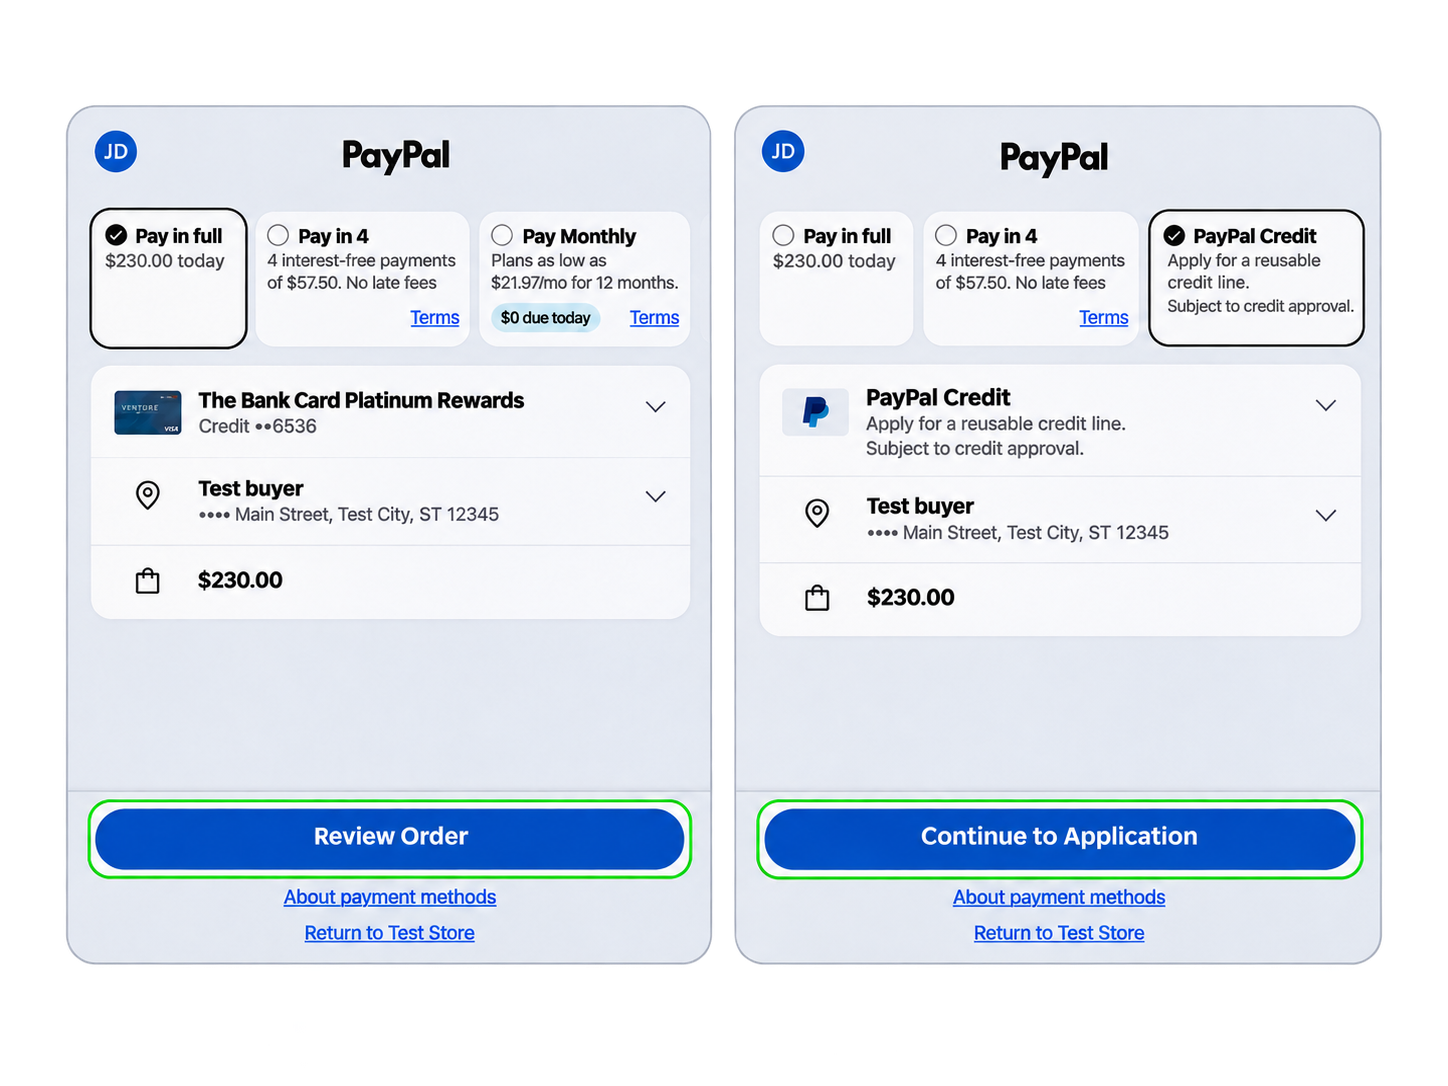 JD
PayPal
Pay in full
$230.00 today
Pay in 4
4 interest-free payments
of $57.50. No late fees
Terms
Pay Monthly
Plans as low as
$21.97/mo for 12 months.
$0 due today
Terms
VENTURE
VISA
The Bank Card Platinum Rewards
Credit ••6536
Test buyer
•••• Main Street, Test City, ST 12345
$230.00
Review Order
About payment methods
Return to Test Store
JD
PayPal
Pay in full
$230.00 today
Pay in 4
4 interest-free payments
of $57.50. No late fees
Terms
PayPal Credit
Apply for a reusable
credit line.
Subject to credit approval.
PayPal Credit
Apply for a reusable credit line.
Subject to credit approval.
Test buyer
•••• Main Street, Test City, ST 12345
$230.00
Continue to Application
About payment methods
Return to Test Store